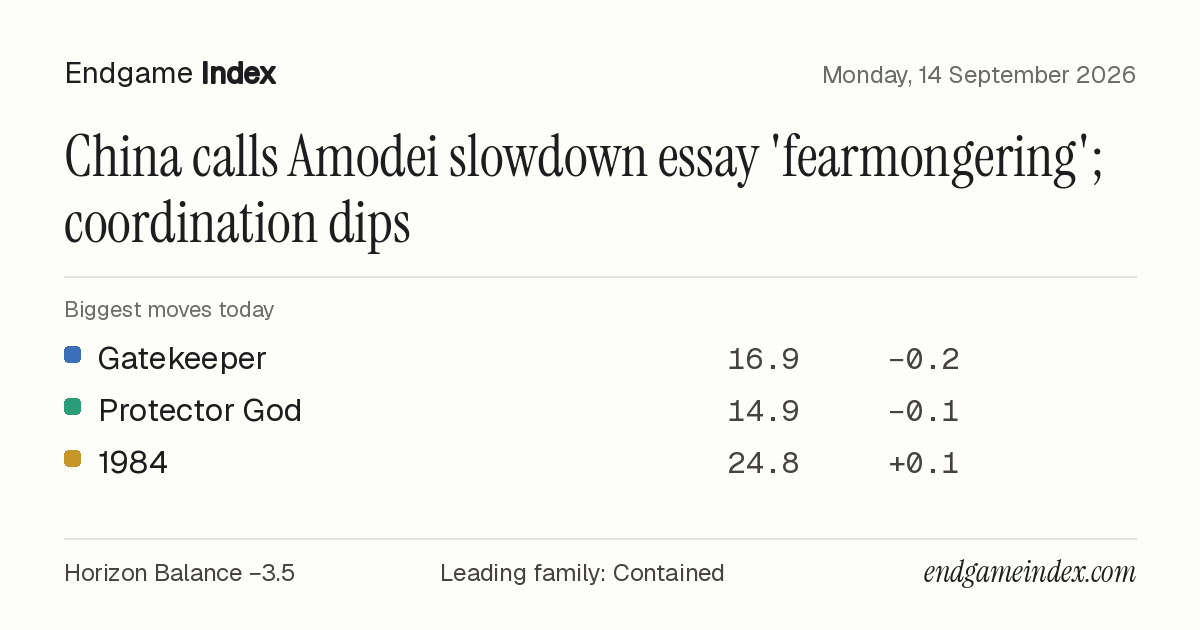 Endgame Index
Monday, 14 September 2026
China calls Amodei slowdown essay 'fearmongering';
coordination dips
Biggest moves today
Gatekeeper 16.9 −0.2
Protector God 14.9 −0.1
1984 24.8 +0.1
Horizon Balance −3.5
Leading family: Contained
endgameindex.com